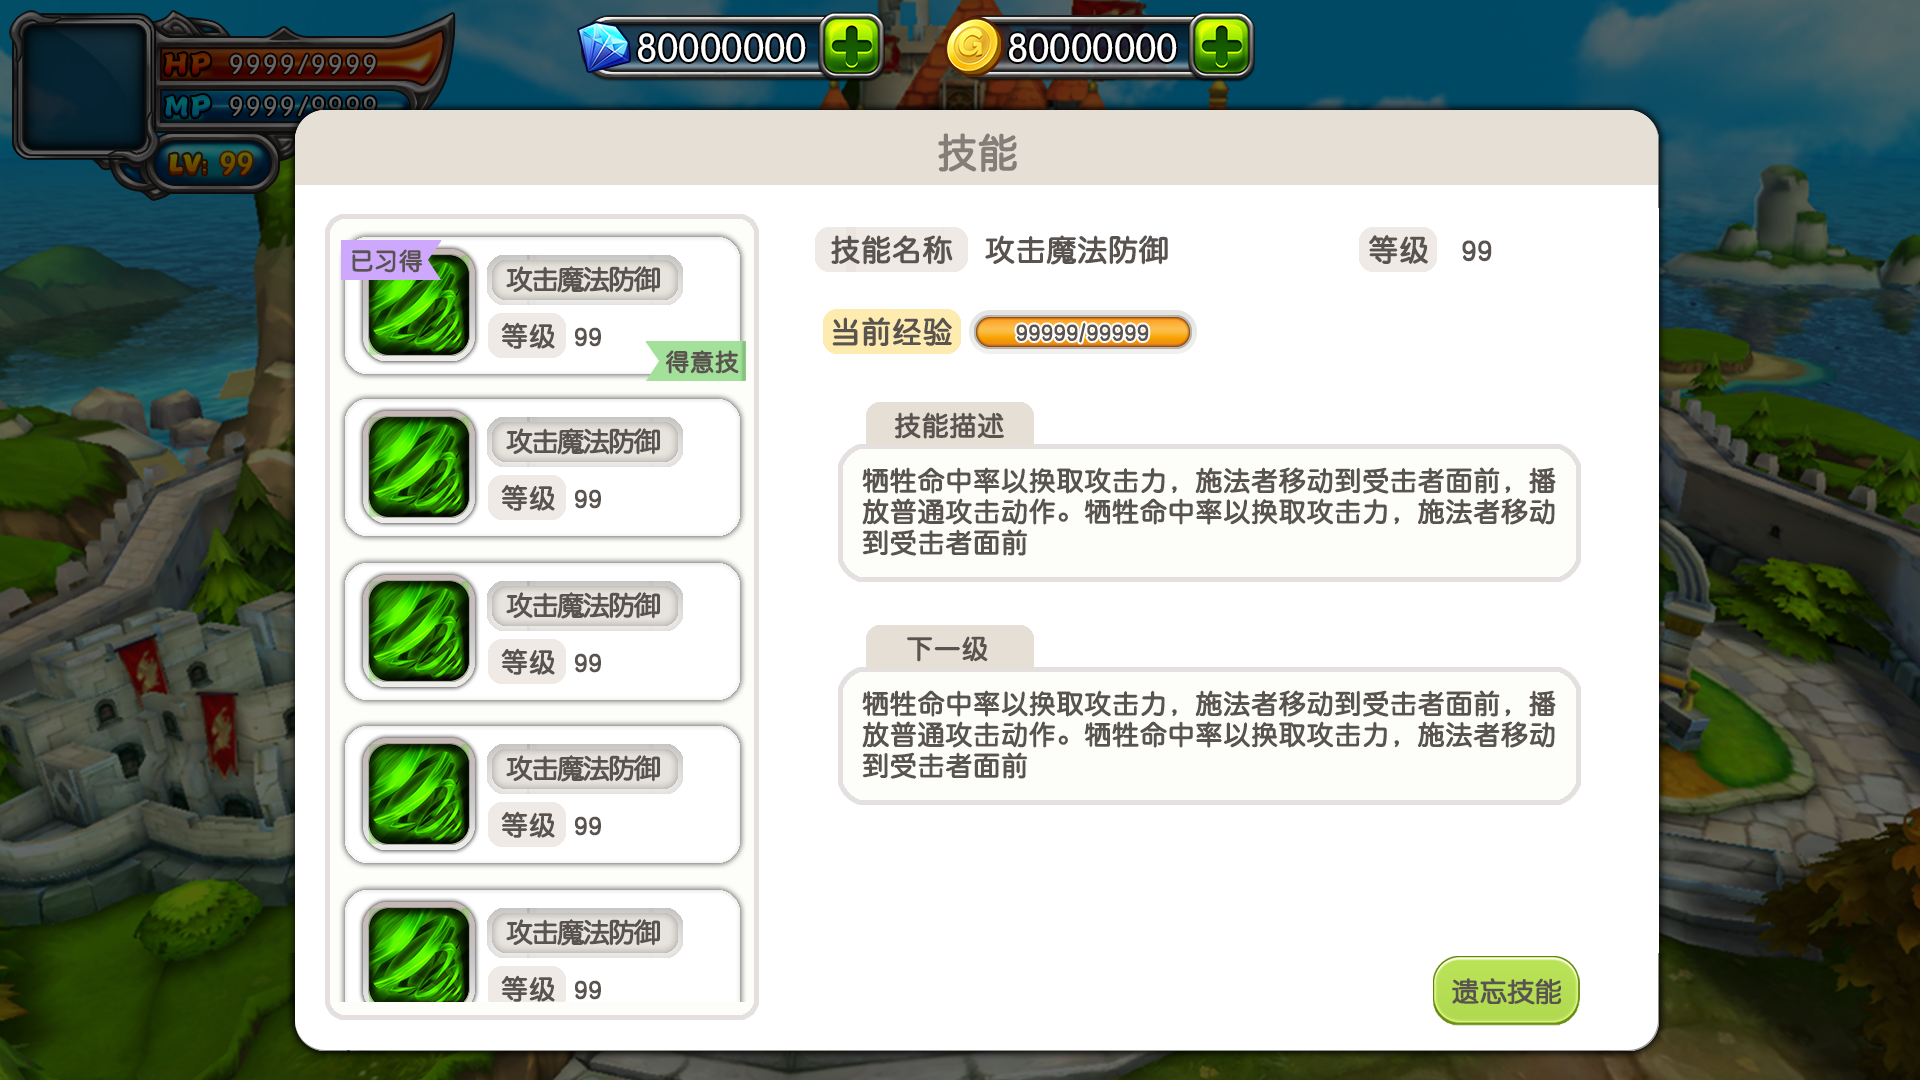 HP 9999/9999
MP 9999/9999
LV: 99
80000000
80000000
技能
已习得
攻击魔法防御
等级 99
得意技
攻击魔法防御
等级 99
攻击魔法防御
等级 99
攻击魔法防御
等级 99
攻击魔法防御
等级 99
技能名称 攻击魔法防御 等级 99
当前经验 99999/99999
技能描述
牺牲命中率以换取攻击力，施法者移动到受击者面前，播
放普通攻击动作。牺牲命中率以换取攻击力，施法者移动
到受击者面前
下一级
牺牲命中率以换取攻击力，施法者移动到受击者面前，播
放普通攻击动作。牺牲命中率以换取攻击力，施法者移动
到受击者面前
遗忘技能